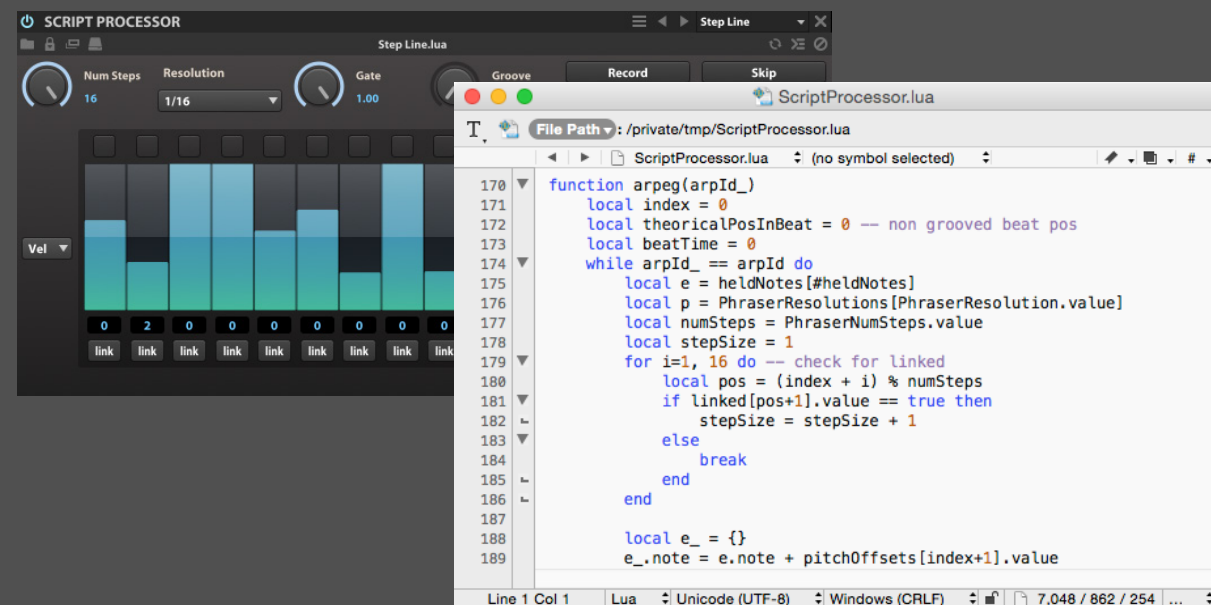 SCRIPT PROCESSOR
Step Line
Step Line.lua
Num Steps
16
Resolution
1/16
Gate
1.00
Groove
Record
Skip
Vel
0 2 0 0 0 0 0 0 0
link link link link link link link link link
ScriptProcessor.lua
File Path : /private/tmp/ScriptProcessor.lua
ScriptProcessor.lua (no symbol selected) #
170 function arpeg(arpId_)
171 local index = 0
172 local theoricalPosInBeat = 0 -- non grooved beat pos
173 local beatTime = 0
174 while arpId_ == arpId do
175 local e = heldNotes[#heldNotes]
176 local p = PhraserResolutions[PhraserResolution.value]
177 local numSteps = PhraserNumSteps.value
178 local stepSize = 1
179 for i=1, 16 do -- check for linked
180 local pos = (index + i) % numSteps
181 if linked[pos+1].value == true then
182 stepSize = stepSize + 1
183 else
184 break
185 end
186 end
187
188 local e_ = {}
189 e_.note = e.note + pitchOffsets[index+1].value
Line 1 Col 1 Lua Unicode (UTF-8) Windows (CRLF) 7,048 / 862 / 254 ...